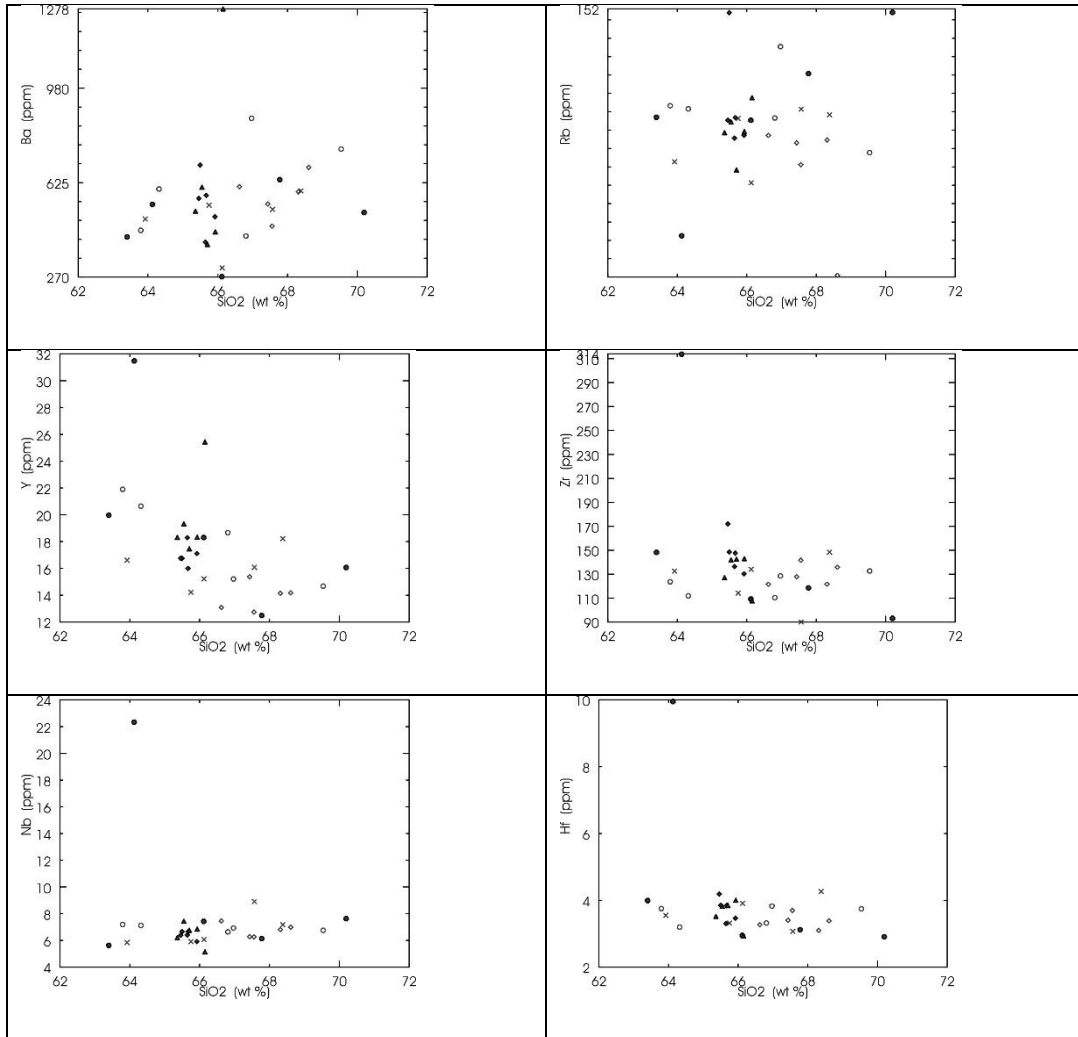 1278
980
625
270
Ba (ppm)
62 64 66 68 70 72
SiO2 (wt %)
152
Rb (ppm)
62 64 66 68 70 72
SiO2 (wt %)
32
30
28
26
24
22
20
18
16
14
12
Y (ppm)
62 64 66 68 70 72
SiO2 (wt %)
314
310
290
270
250
230
210
190
170
150
130
110
90
Zr (ppm)
62 64 66 68 70 72
SiO2 (wt %)
24
22
20
18
16
14
12
10
8
6
4
Nb (ppm)
62 64 66 68 70 72
SiO2 (wt %)
10
8
6
4
2
Hf (ppm)
62 64 66 68 70 72
SiO2 (wt %)